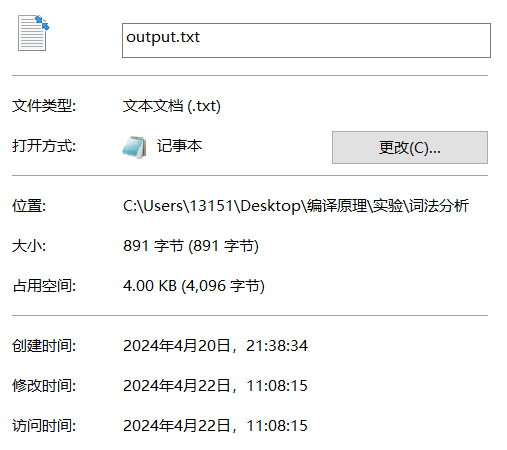 output.txt
文件类型: 文本文档 (.txt)
打开方式: 记事本 更改(C)...
位置: C:\Users\13151\Desktop\编译原理\实验\词法分析
大小: 891 字节 (891 字节)
占用空间: 4.00 KB (4,096 字节)
创建时间: 2024年4月20日，21:38:34
修改时间: 2024年4月22日，11:08:15
访问时间: 2024年4月22日，11:08:15